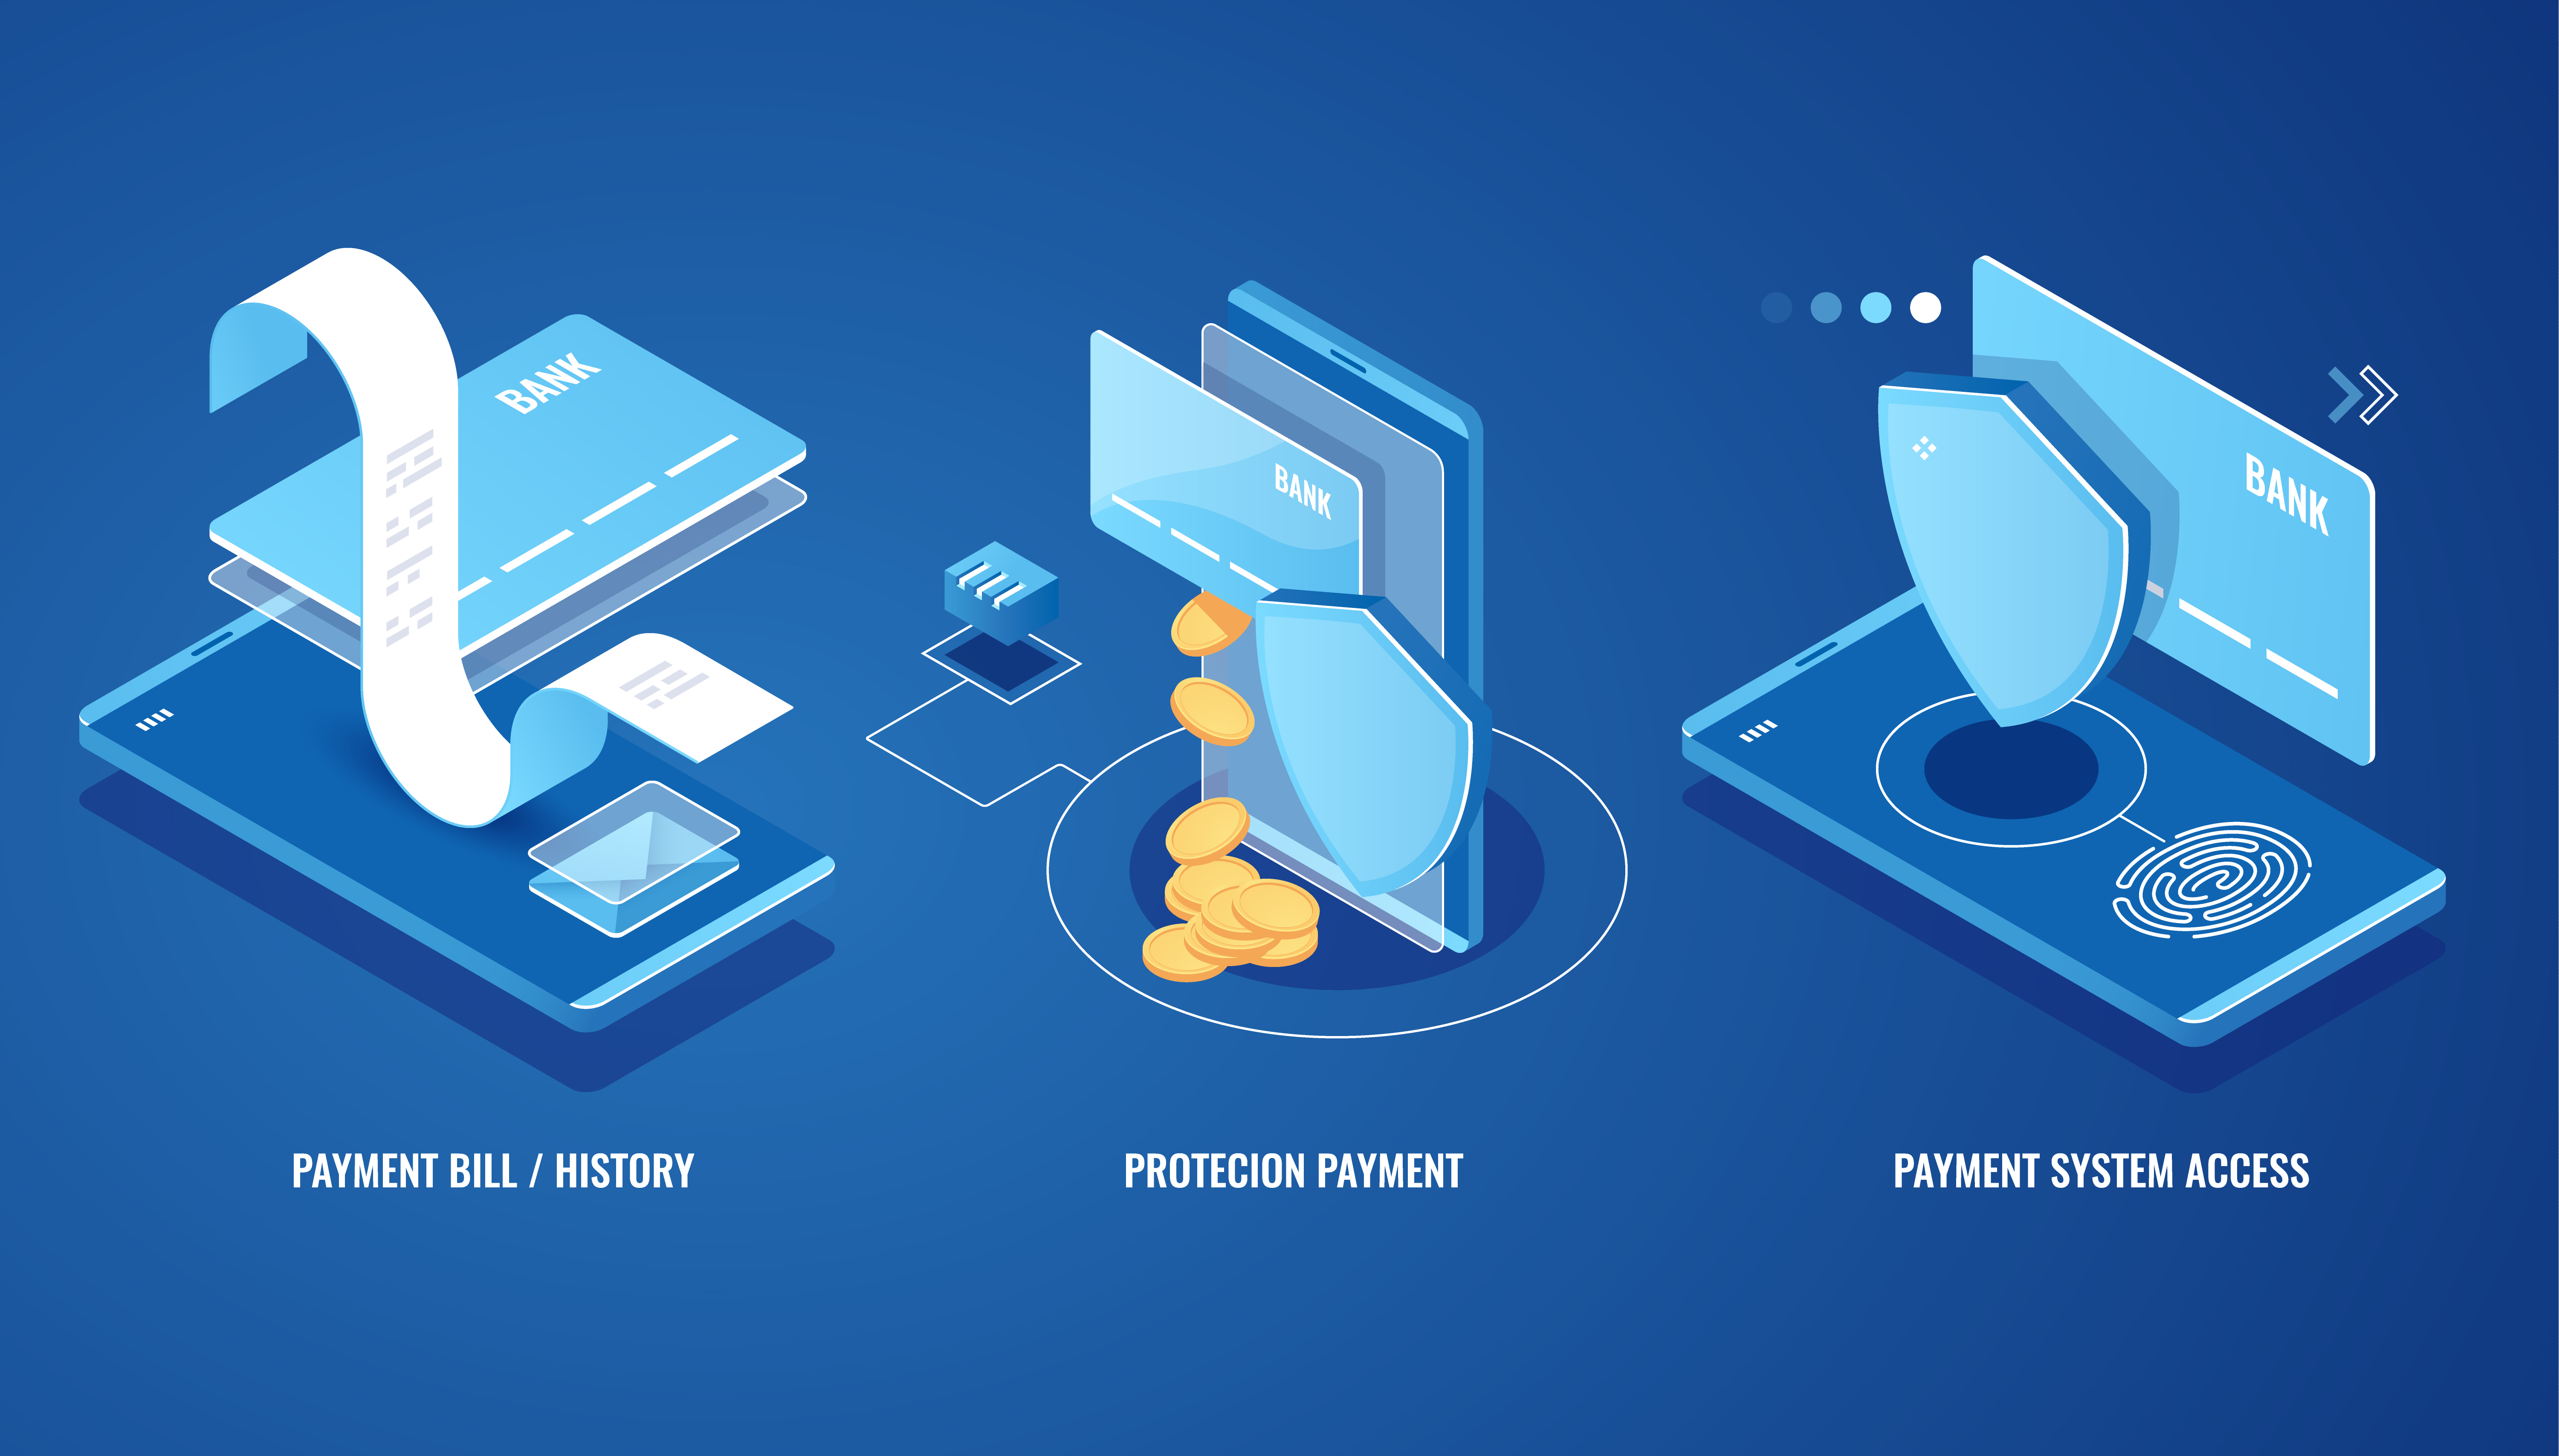 BANK
BANK
BANK
PAYMENT BILL / HISTORY
PROTECION PAYMENT
PAYMENT SYSTEM ACCESS